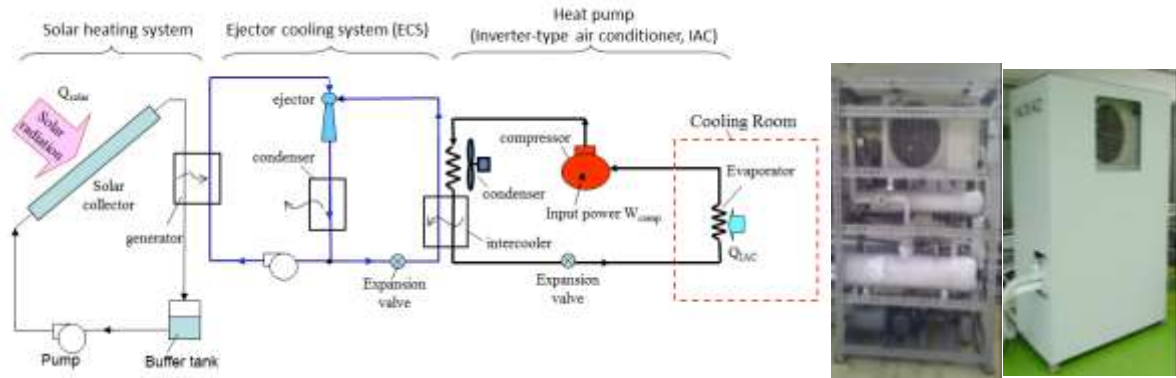 Solar heating system
Ejector cooling system (ECS)
Heat pump
(Inverter-type air conditioner, IAC)
Qsolar
Solar
radiation
Solar
collector
generator
Pump
Buffer tank
ejector
condenser
Expansion
valve
condenser
intercooler
compressor
Input power Wcomp
Expansion
valve
Cooling Room
Evaporator
QIAC